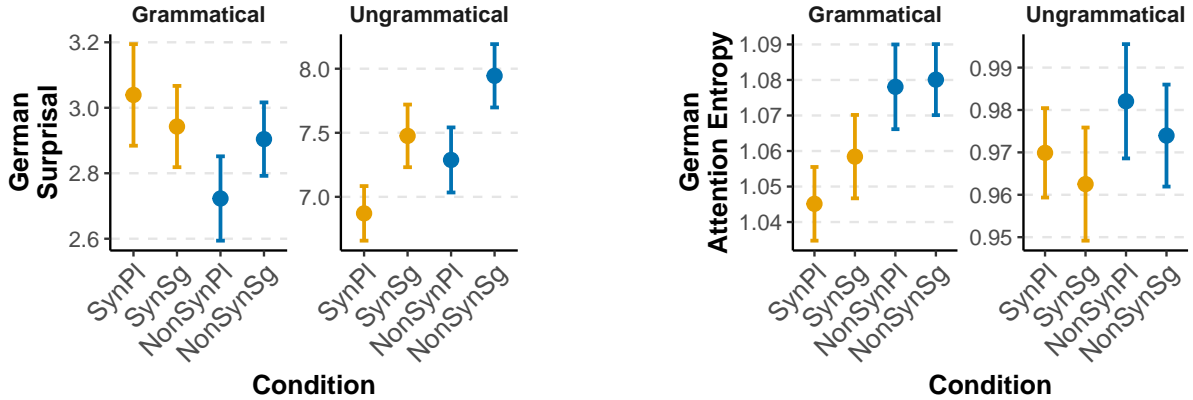 Grammatical Ungrammatical
German
Surprisal
3.2
3.0
2.8
2.6
8.0
7.5
7.0
SynPl
SynSg
NonSynPl
NonSynSg
SynPl
SynSg
NonSynPl
NonSynSg
Condition
Grammatical Ungrammatical
German
Attention Entropy
1.09
1.08
1.07
1.06
1.05
1.04
0.99
0.98
0.97
0.96
0.95
SynPl
SynSg
NonSynPl
NonSynSg
SynPl
SynSg
NonSynPl
NonSynSg
Condition